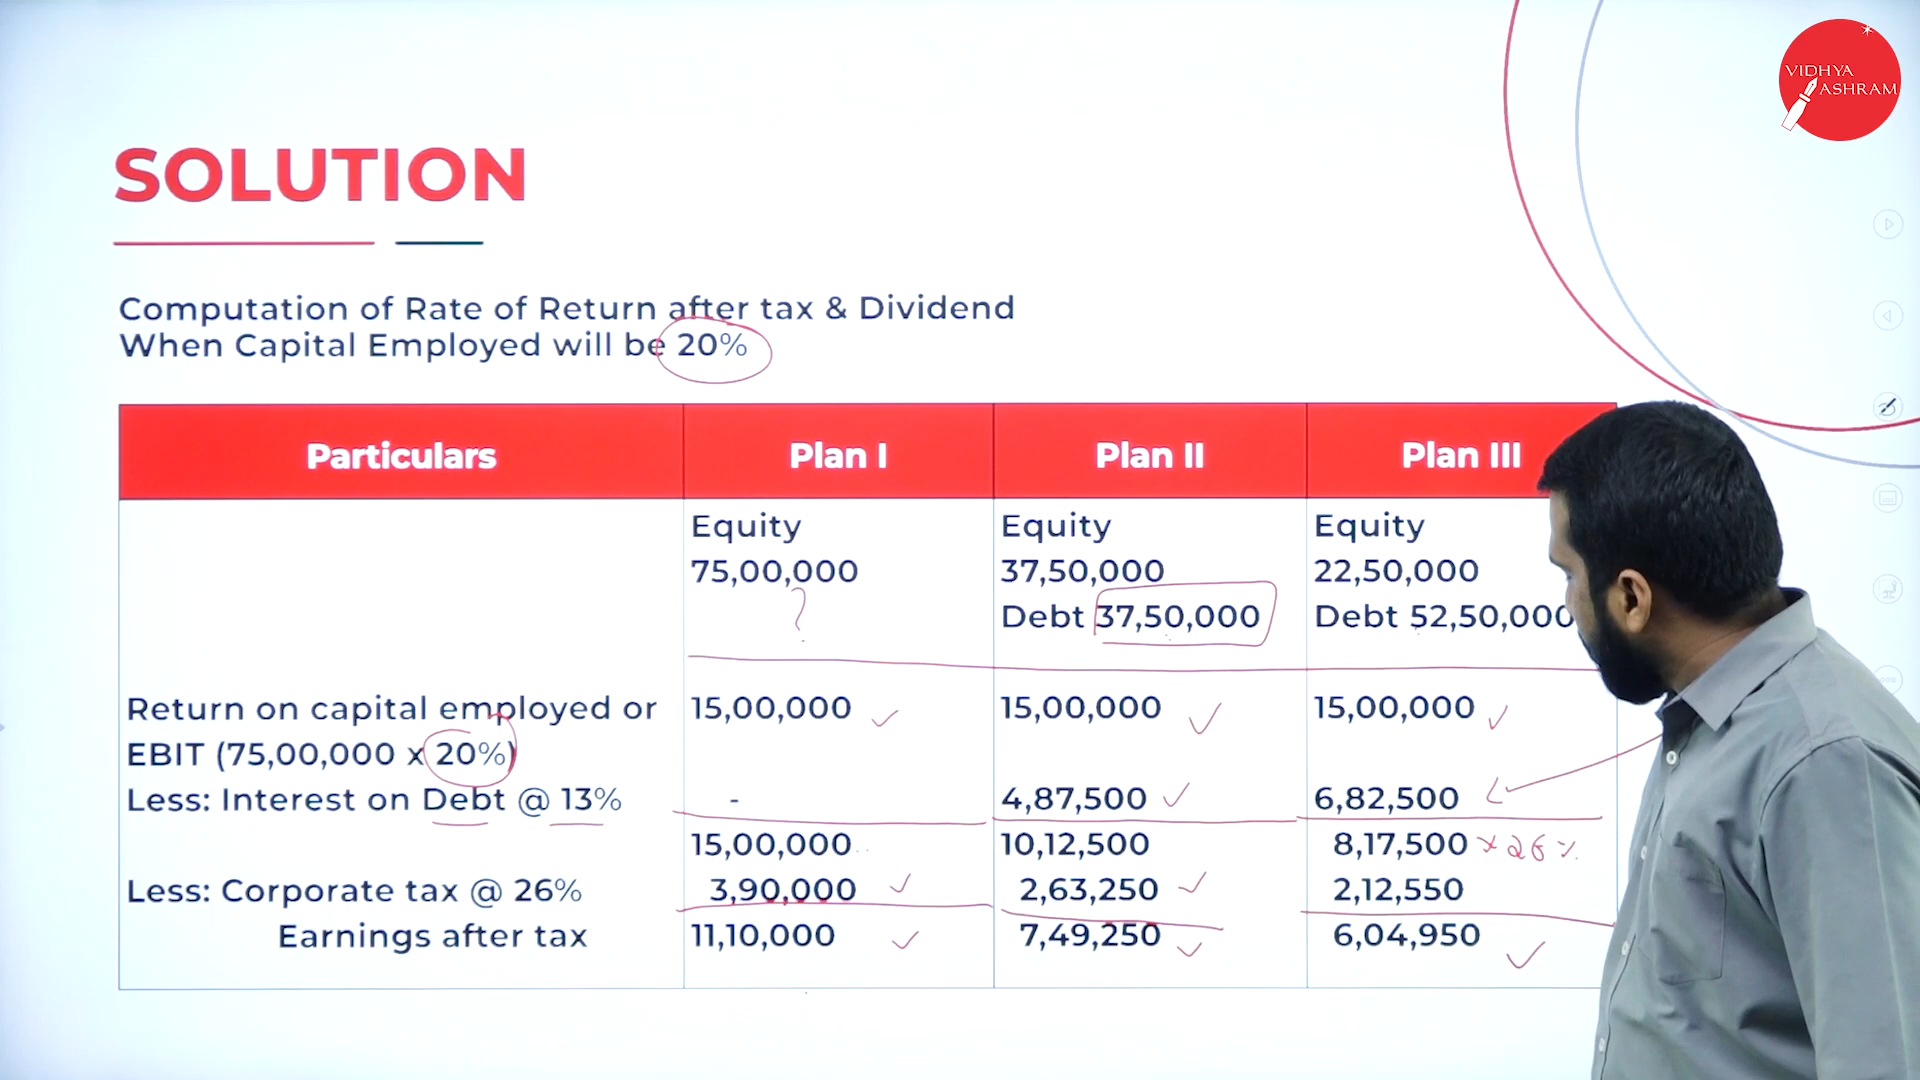 VIDHYA
ASHRAM
SOLUTION
Computation of Rate of Return after tax & Dividend
When Capital Employed will be 20%
Particulars Plan I Plan II Plan III
Equity Equity Equity
75,00,000 37,50,000 22,50,000
? Debt 37,50,000 Debt 52,50,000
Return on capital employed or 15,00,000 15,00,000 15,00,000
EBIT (75,00,000 x 20%)
Less: Interest on Debt @ 13% - 4,87,500 6,82,500
15,00,000 10,12,500 8,17,500 x 26%
Less: Corporate tax @ 26% 3,90,000 2,63,250 2,12,550
Earnings after tax 11,10,000 7,49,250 6,04,950